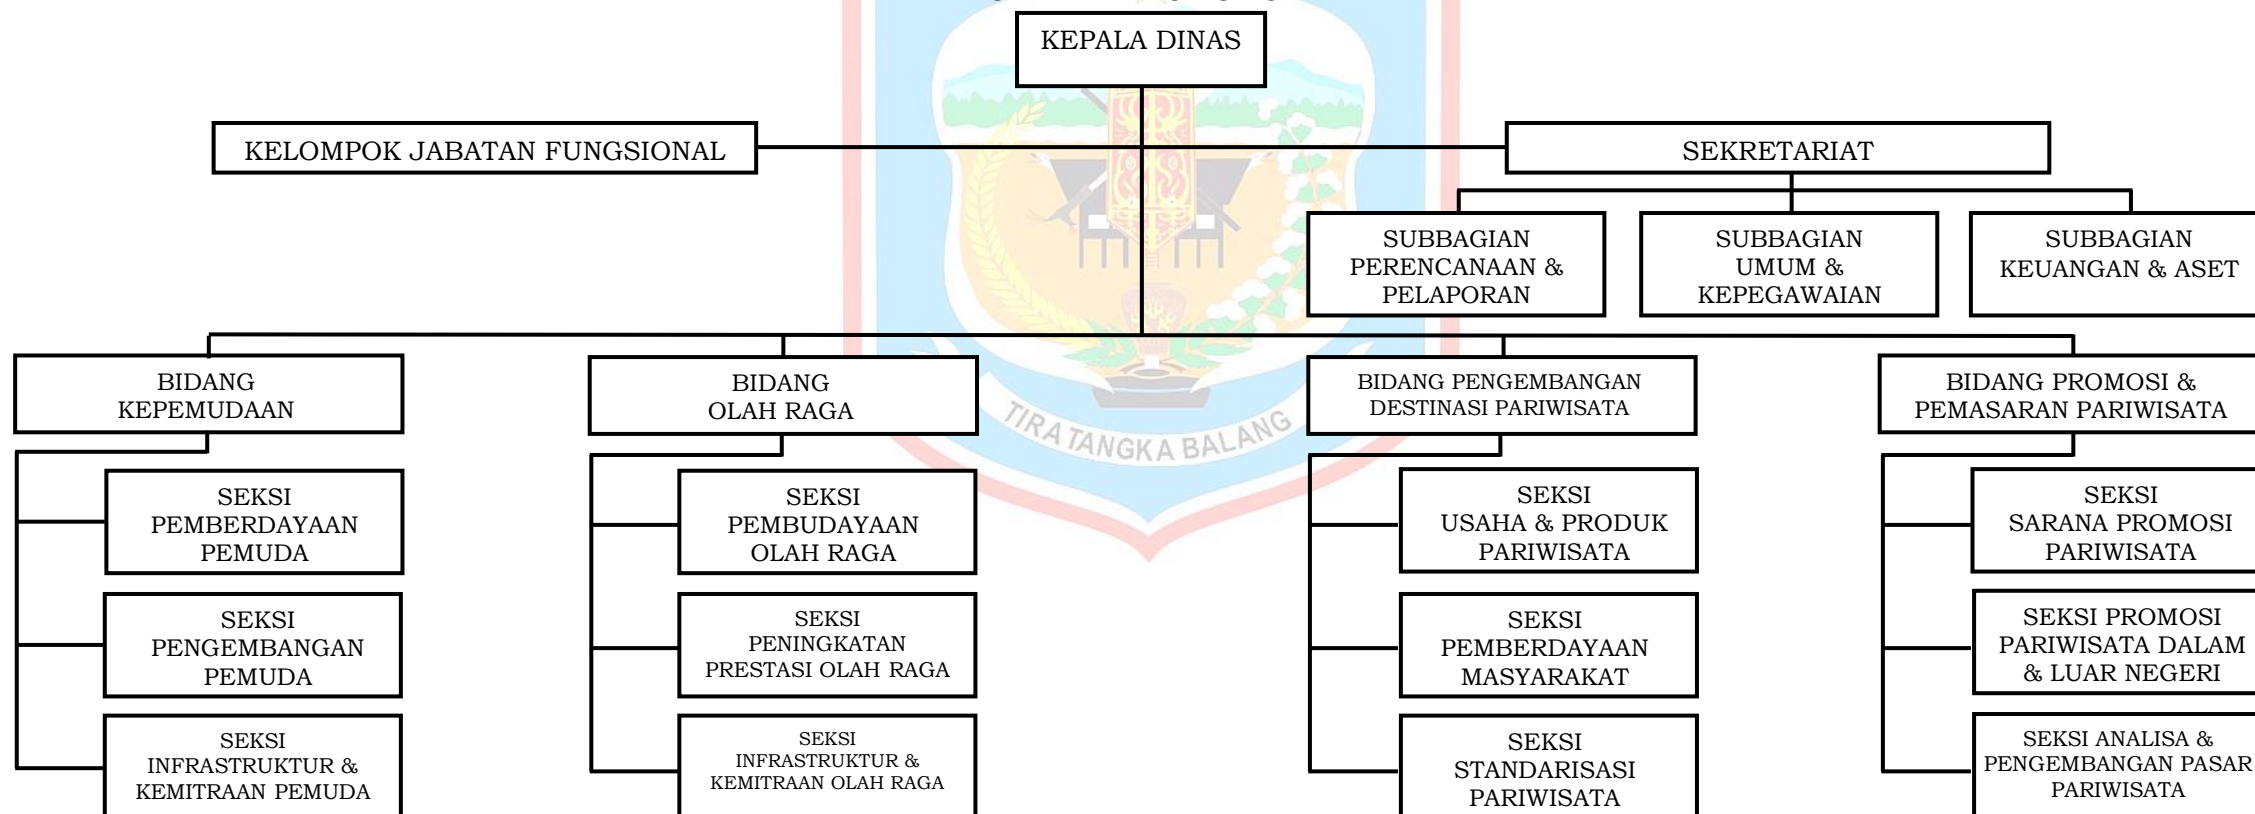 KEPALA DINAS
KELOMPOK JABATAN FUNGSIONAL
SEKRETARIAT
SUBBAGIAN
PERENCANAAN &
PELAPORAN
SUBBAGIAN
UMUM &
KEPEGAWAIAN
SUBBAGIAN
KEUANGAN & ASET
BIDANG
KEPEMUDAAN
BIDANG
OLAH RAGA
BIDANG PENGEMBANGAN
DESTINASI PARIWISATA
BIDANG PROMOSI &
PEMASARAN PARIWISATA
TIRA TANGKA BALANG
SEKSI
PEMBERDAYAAN
PEMUDA
SEKSI
PENGEMBANGAN
PEMUDA
SEKSI
INFRASTRUKTUR &
KEMITRAAN PEMUDA
SEKSI
PEMBUDAYAAN
OLAH RAGA
SEKSI
PENINGKATAN
PRESTASI OLAH RAGA
SEKSI
INFRASTRUKTUR &
KEMITRAAN OLAH RAGA
SEKSI
USAHA & PRODUK
PARIWISATA
SEKSI
PEMBERDAYAAN
MASYARAKAT
SEKSI
STANDARISASI
PARIWISATA
SEKSI
SARANA PROMOSI
PARIWISATA
SEKSI PROMOSI
PARIWISATA DALAM
& LUAR NEGERI
SEKSI ANALISA &
PENGEMBANGAN PASAR
PARIWISATA